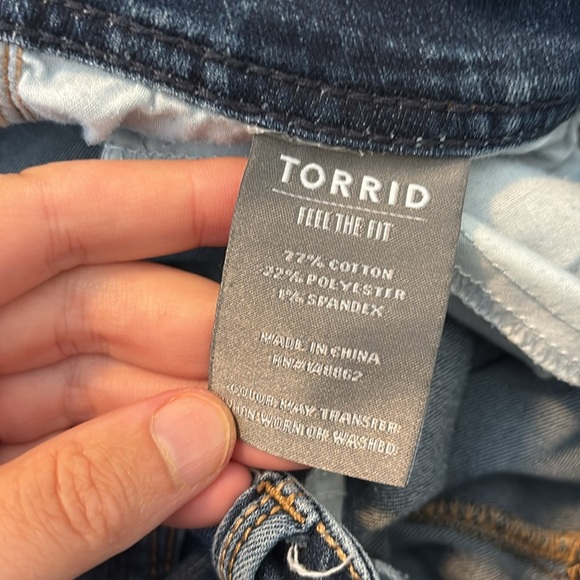 TORRID
FEEL THE FIT
77% COTTON
22% POLYESTER
1% SPANDEX
MADE IN CHINA
RN#148862
COLOR MAY TRANSFER
WHEN WORN OR WASHED